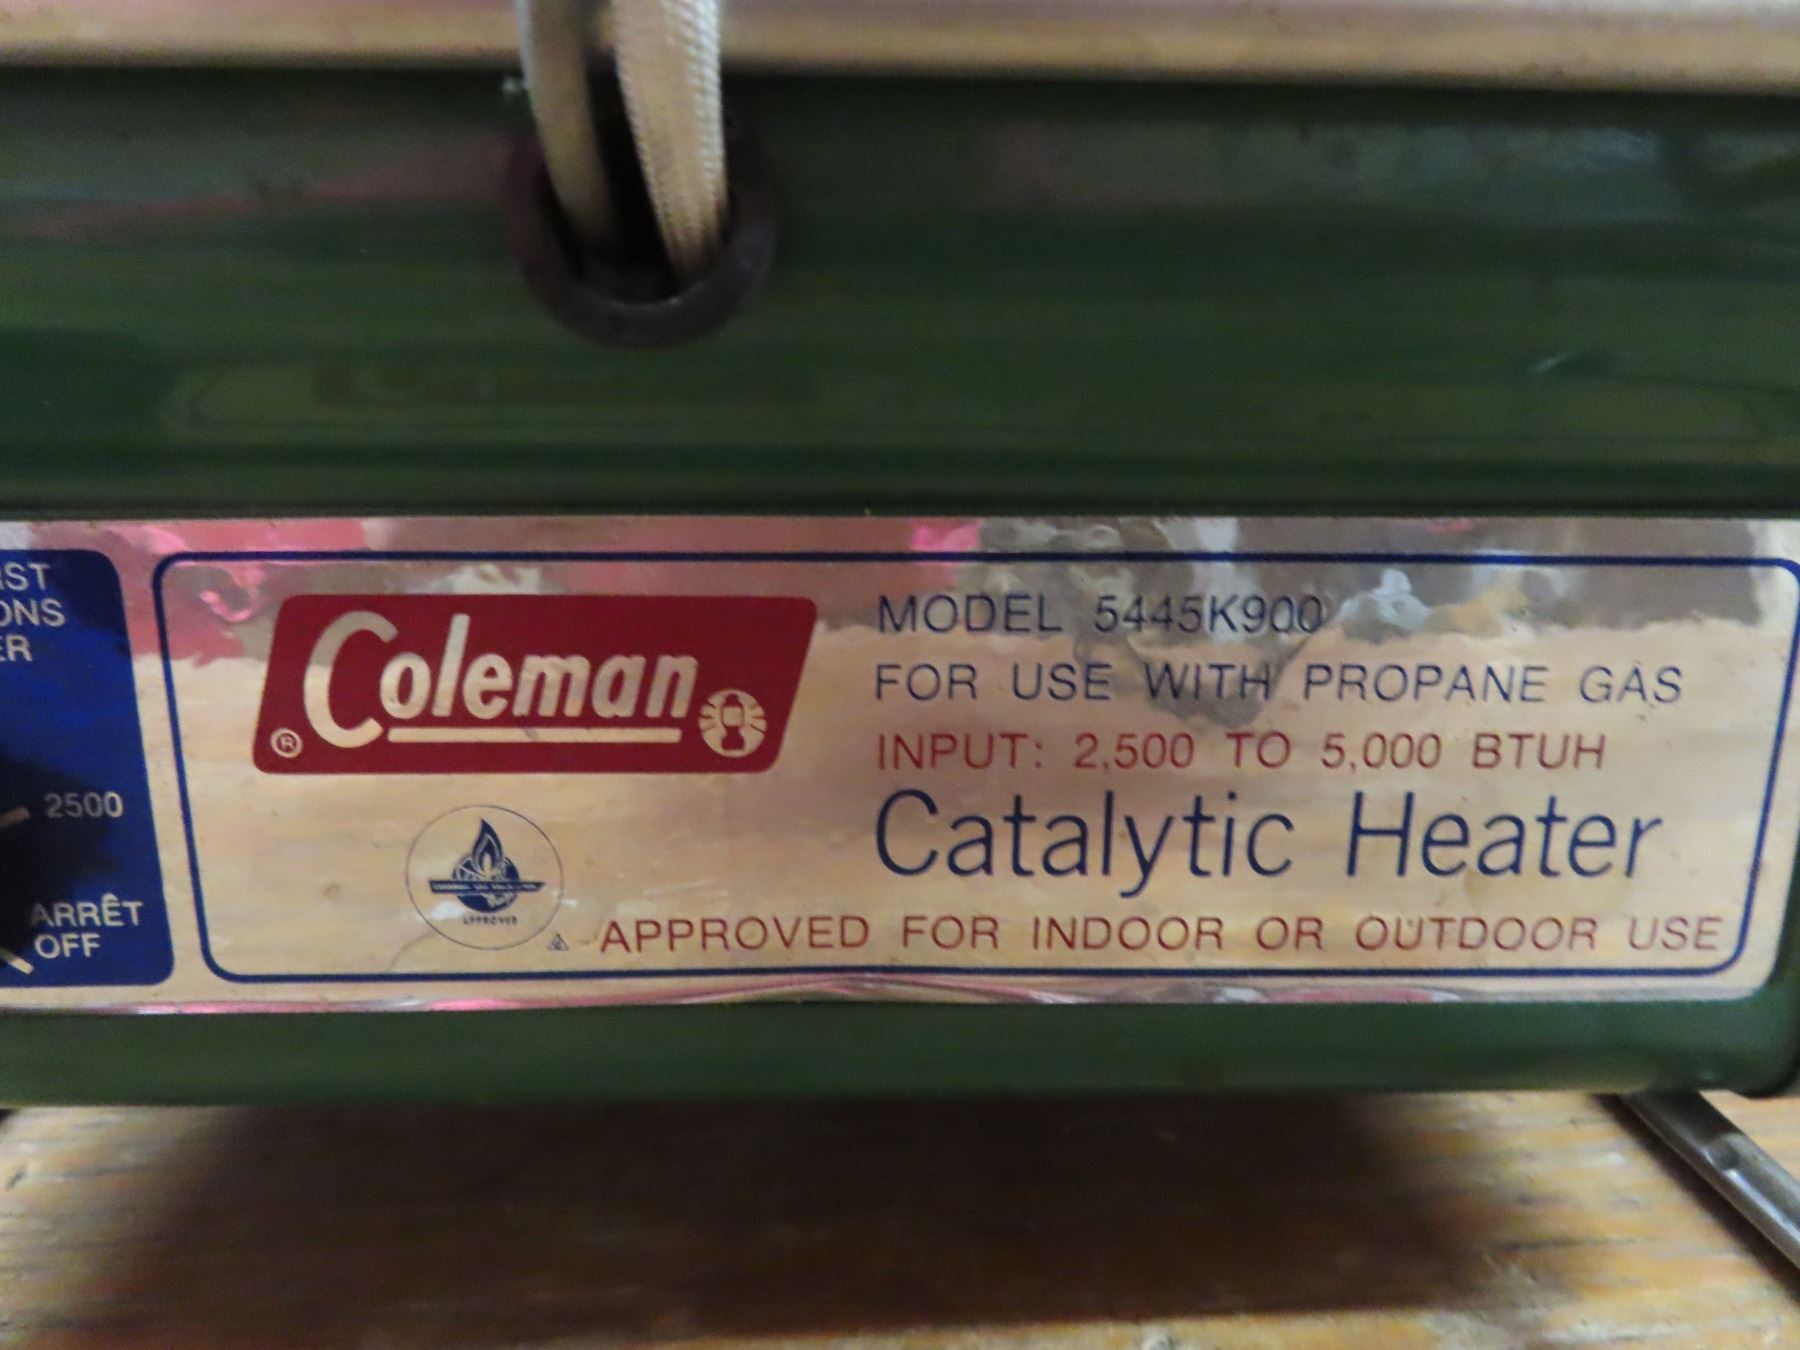 IST
ONS
ER
2500
ARRÊT
OFF
Coleman
®
MODEL 5445K900
FOR USE WITH PROPANE GAS
INPUT: 2,500 TO 5,000 BTUH
Catalytic Heater
APPROVED
APPROVED FOR INDOOR OR OUTDOOR USE